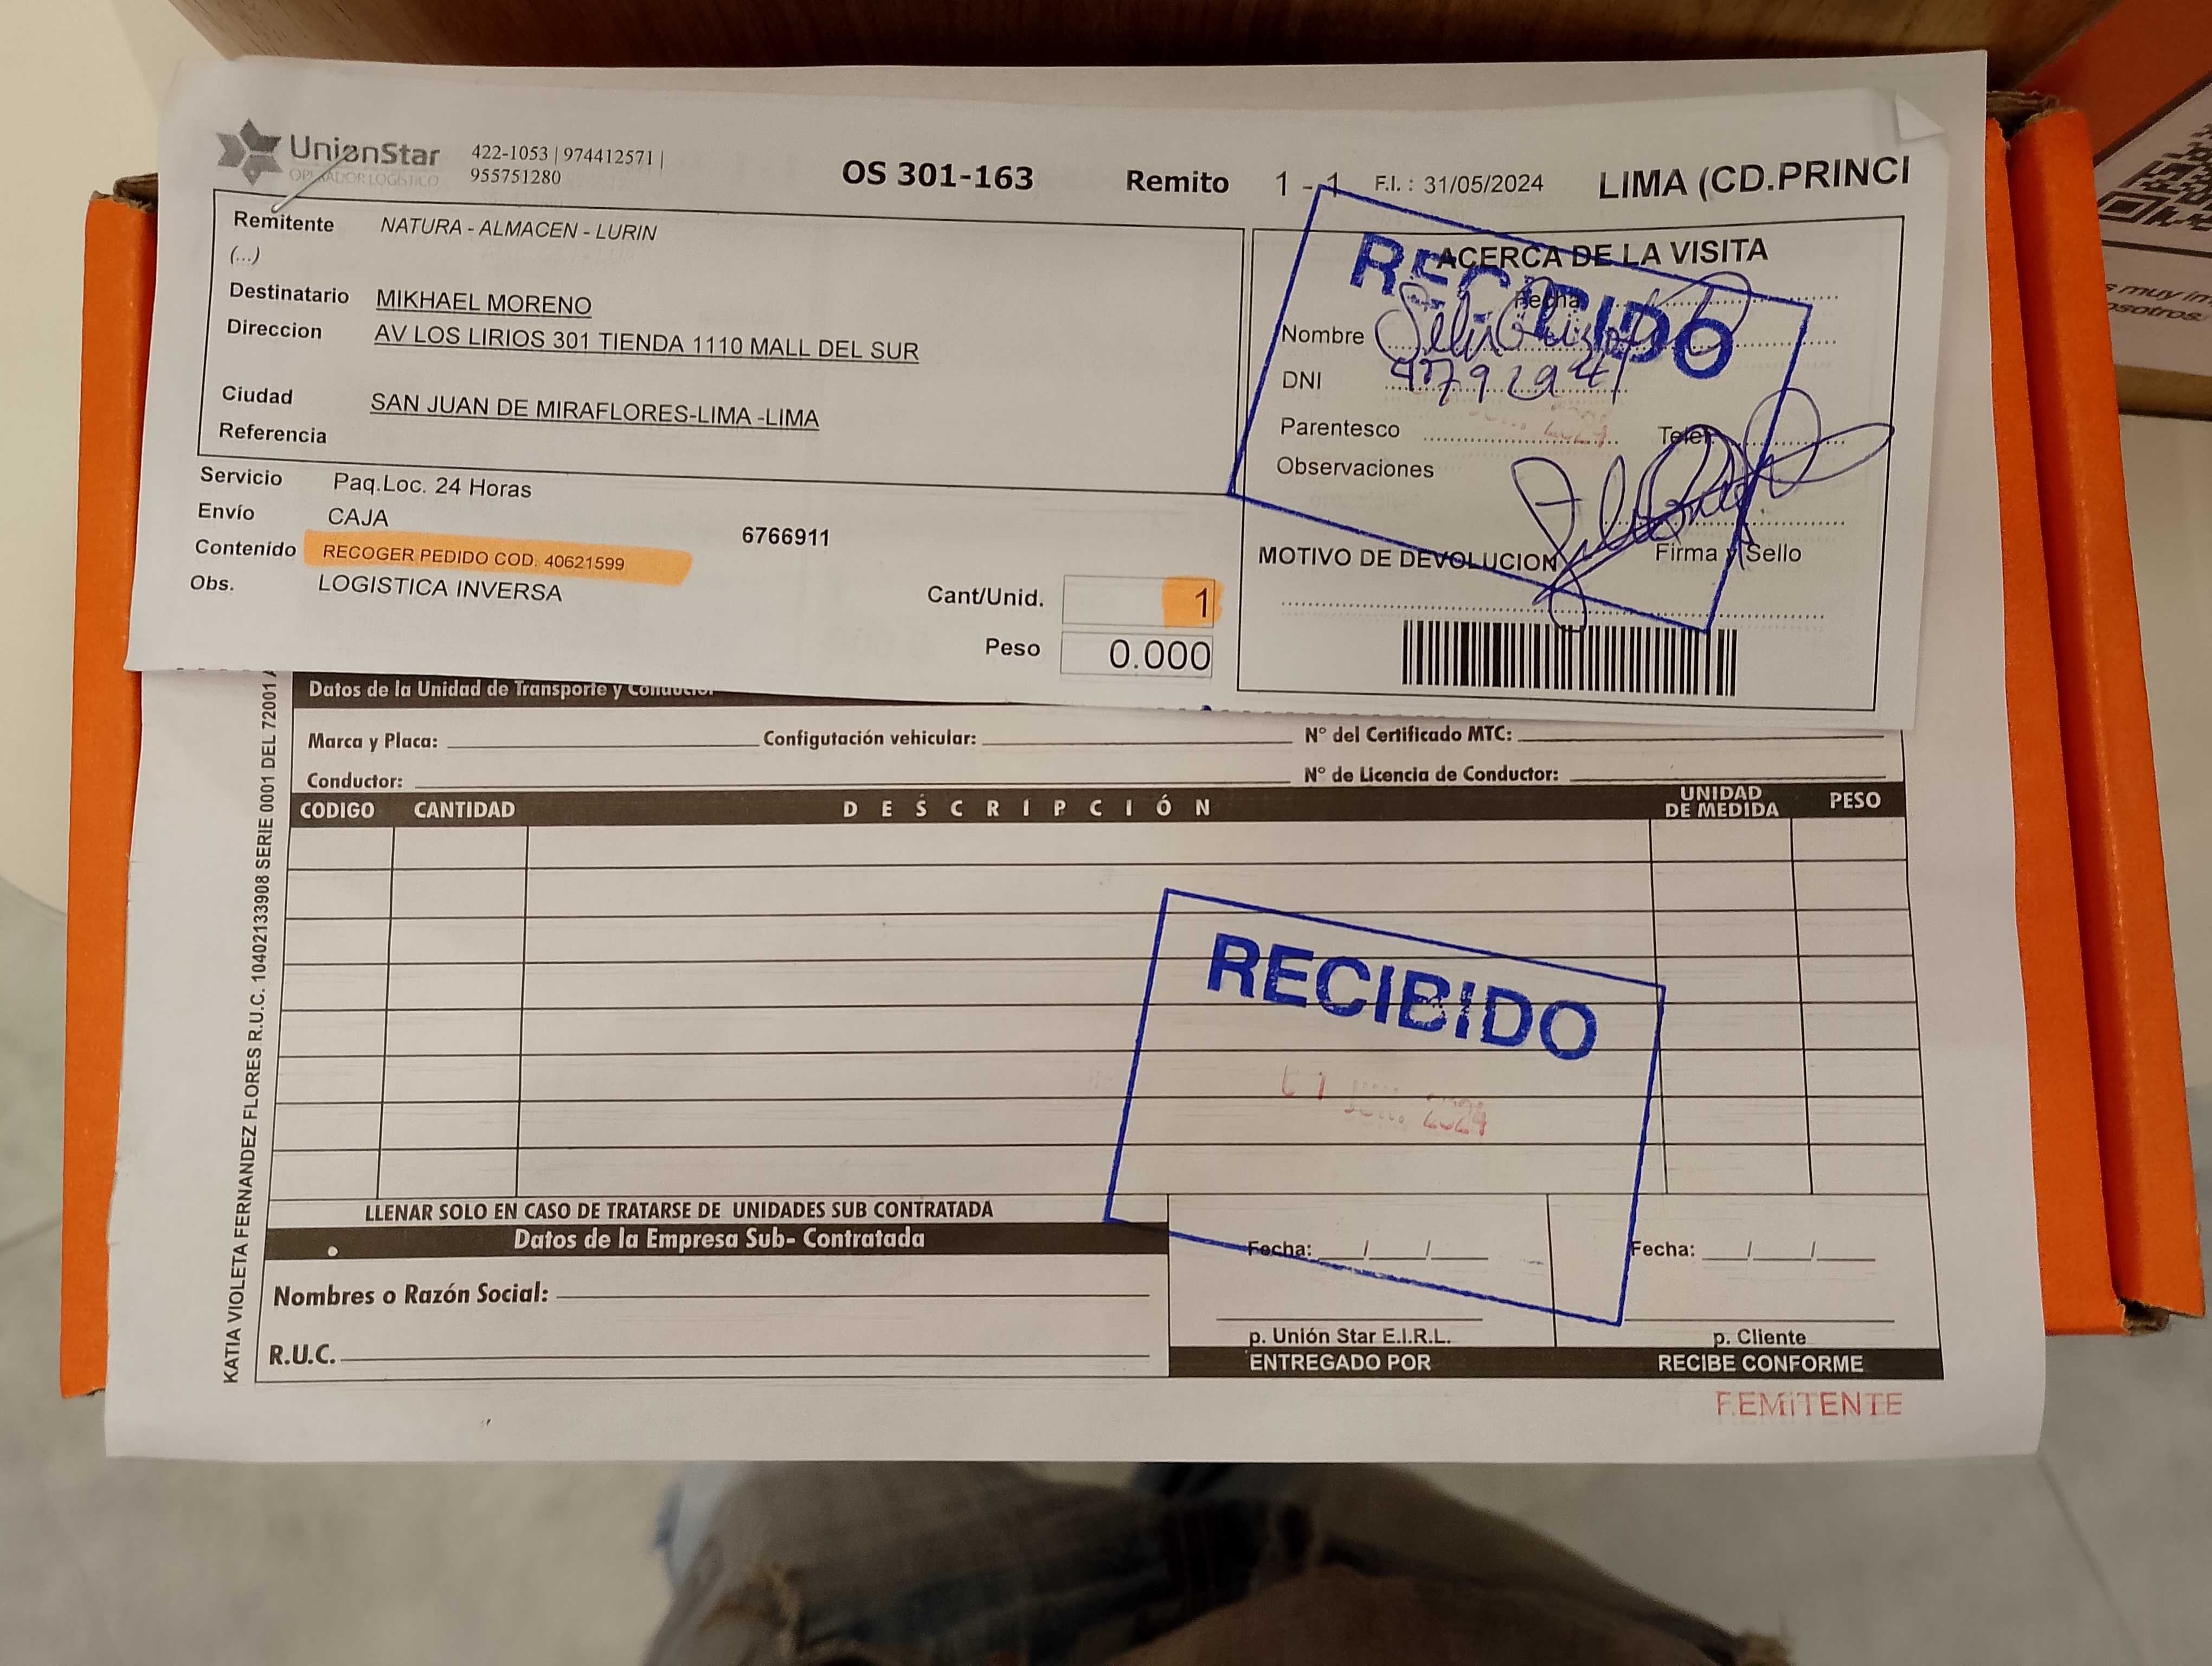 UnionStar
OPERADOR LOGISTICO
422-1053 | 974412571 |
955751280
OS 301-163
Remito 1 - 1
F.I. : 31/05/2024
LIMA (CD.PRINCI
Remitente NATURA - ALMACEN - LURIN
(...)
Destinatario MIKHAEL MORENO
Direccion AV LOS LIRIOS 301 TIENDA 1110 MALL DEL SUR
Ciudad SAN JUAN DE MIRAFLORES-LIMA -LIMA
Referencia
Servicio Paq.Loc. 24 Horas
Envío CAJA
6766911
Contenido RECOGER PEDIDO COD. 40621599
Obs. LOGISTICA INVERSA
Cant/Unid. 1
Peso 0.000
ACERCA DE LA VISITA
RECIBIDO
Fecha
Nombre
DNI
Parentesco
2024
Telef.
Observaciones
Firma y Sello
MOTIVO DE DEVOLUCION
Datos de la Unidad de Transporte y Conductor
Marca y Placa:
Configutación vehicular:
N° del Certificado MTC:
Conductor:
N° de Licencia de Conductor:
CODIGO CANTIDAD DESCRIPCIÓN UNIDAD DE MEDIDA PESO
RECIBIDO
2024
LLENAR SOLO EN CASO DE TRATARSE DE UNIDADES SUB CONTRATADA
Datos de la Empresa Sub- Contratada
Nombres o Razón Social:
R.U.C.
Fecha: / /
p. Unión Star E.I.R.L.
ENTREGADO POR
Fecha: / /
p. Cliente
RECIBE CONFORME
REMITENTE
KATIA VIOLETA FERNANDEZ FLORES R.U.C. 10402133908 SERIE 0001 DEL 72001
muy im
osotros.